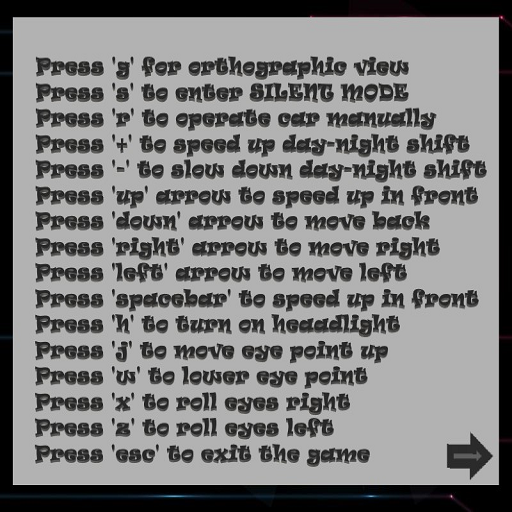 Press 'g' for orthographic view
Press 's' to enter SILENT MODE
Press 'r' to operate car manually
Press '+' to speed up day-night shift
Press '-' to slow down day-night shift
Press 'up' arrow to speed up in front
Press 'down' arrow to move back
Press 'right' arrow to move right
Press 'left' arrow to move left
Press 'spacebar' to speed up in front
Press 'h' to turn on heaadlight
Press 'j' to move eye point up
Press 'w' to lower eye point
Press 'x' to roll eyes right
Press 'z' to roll eyes left
Press 'esc' to exit the game